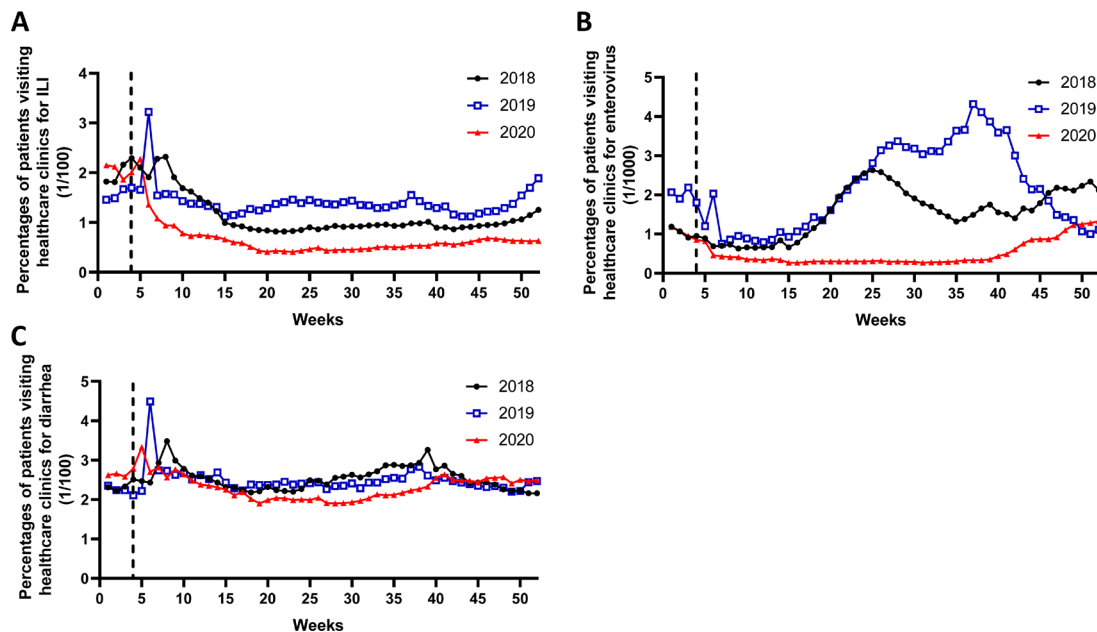 A
Percentages of patients visiting
healthcare clinics for ILI
(1/100)
4
3
2
1
0
2018
2019
2020
0 5 10 15 20 25 30 35 40 45 50
Weeks
B
Percentages of patients visiting
healthcare clinics for enterovirus
(1/1000)
5
4
3
2
1
0
2018
2019
2020
0 5 10 15 20 25 30 35 40 45 50
Weeks
C
Percentages of patients visiting
healthcare clinics for diarrhea
(1/100)
5
4
3
2
1
0
2018
2019
2020
0 5 10 15 20 25 30 35 40 45 50
Weeks